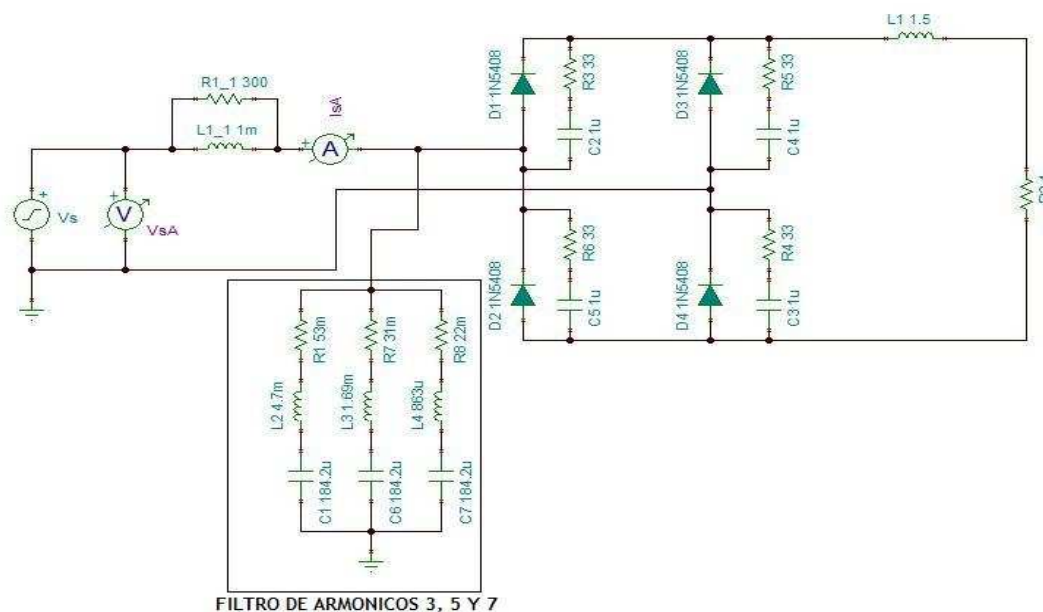 L1 1.5
R1_1 300
L1_1 1m
IsA
A
Vs
V
VsA
D1 1N5408
R3 33
C2 1u
D3 1N5408
R5 33
C4 1u
D2 1N5408
R6 33
C5 1u
D4 1N5408
R4 33
C3 1u
R1 53m
R7 31m
R8 22m
L2 4.7m
L3 1.69m
L4 863u
C1 184.2u
C6 184.2u
C7 184.2u
FILTRO DE ARMONICOS 3, 5 Y 7